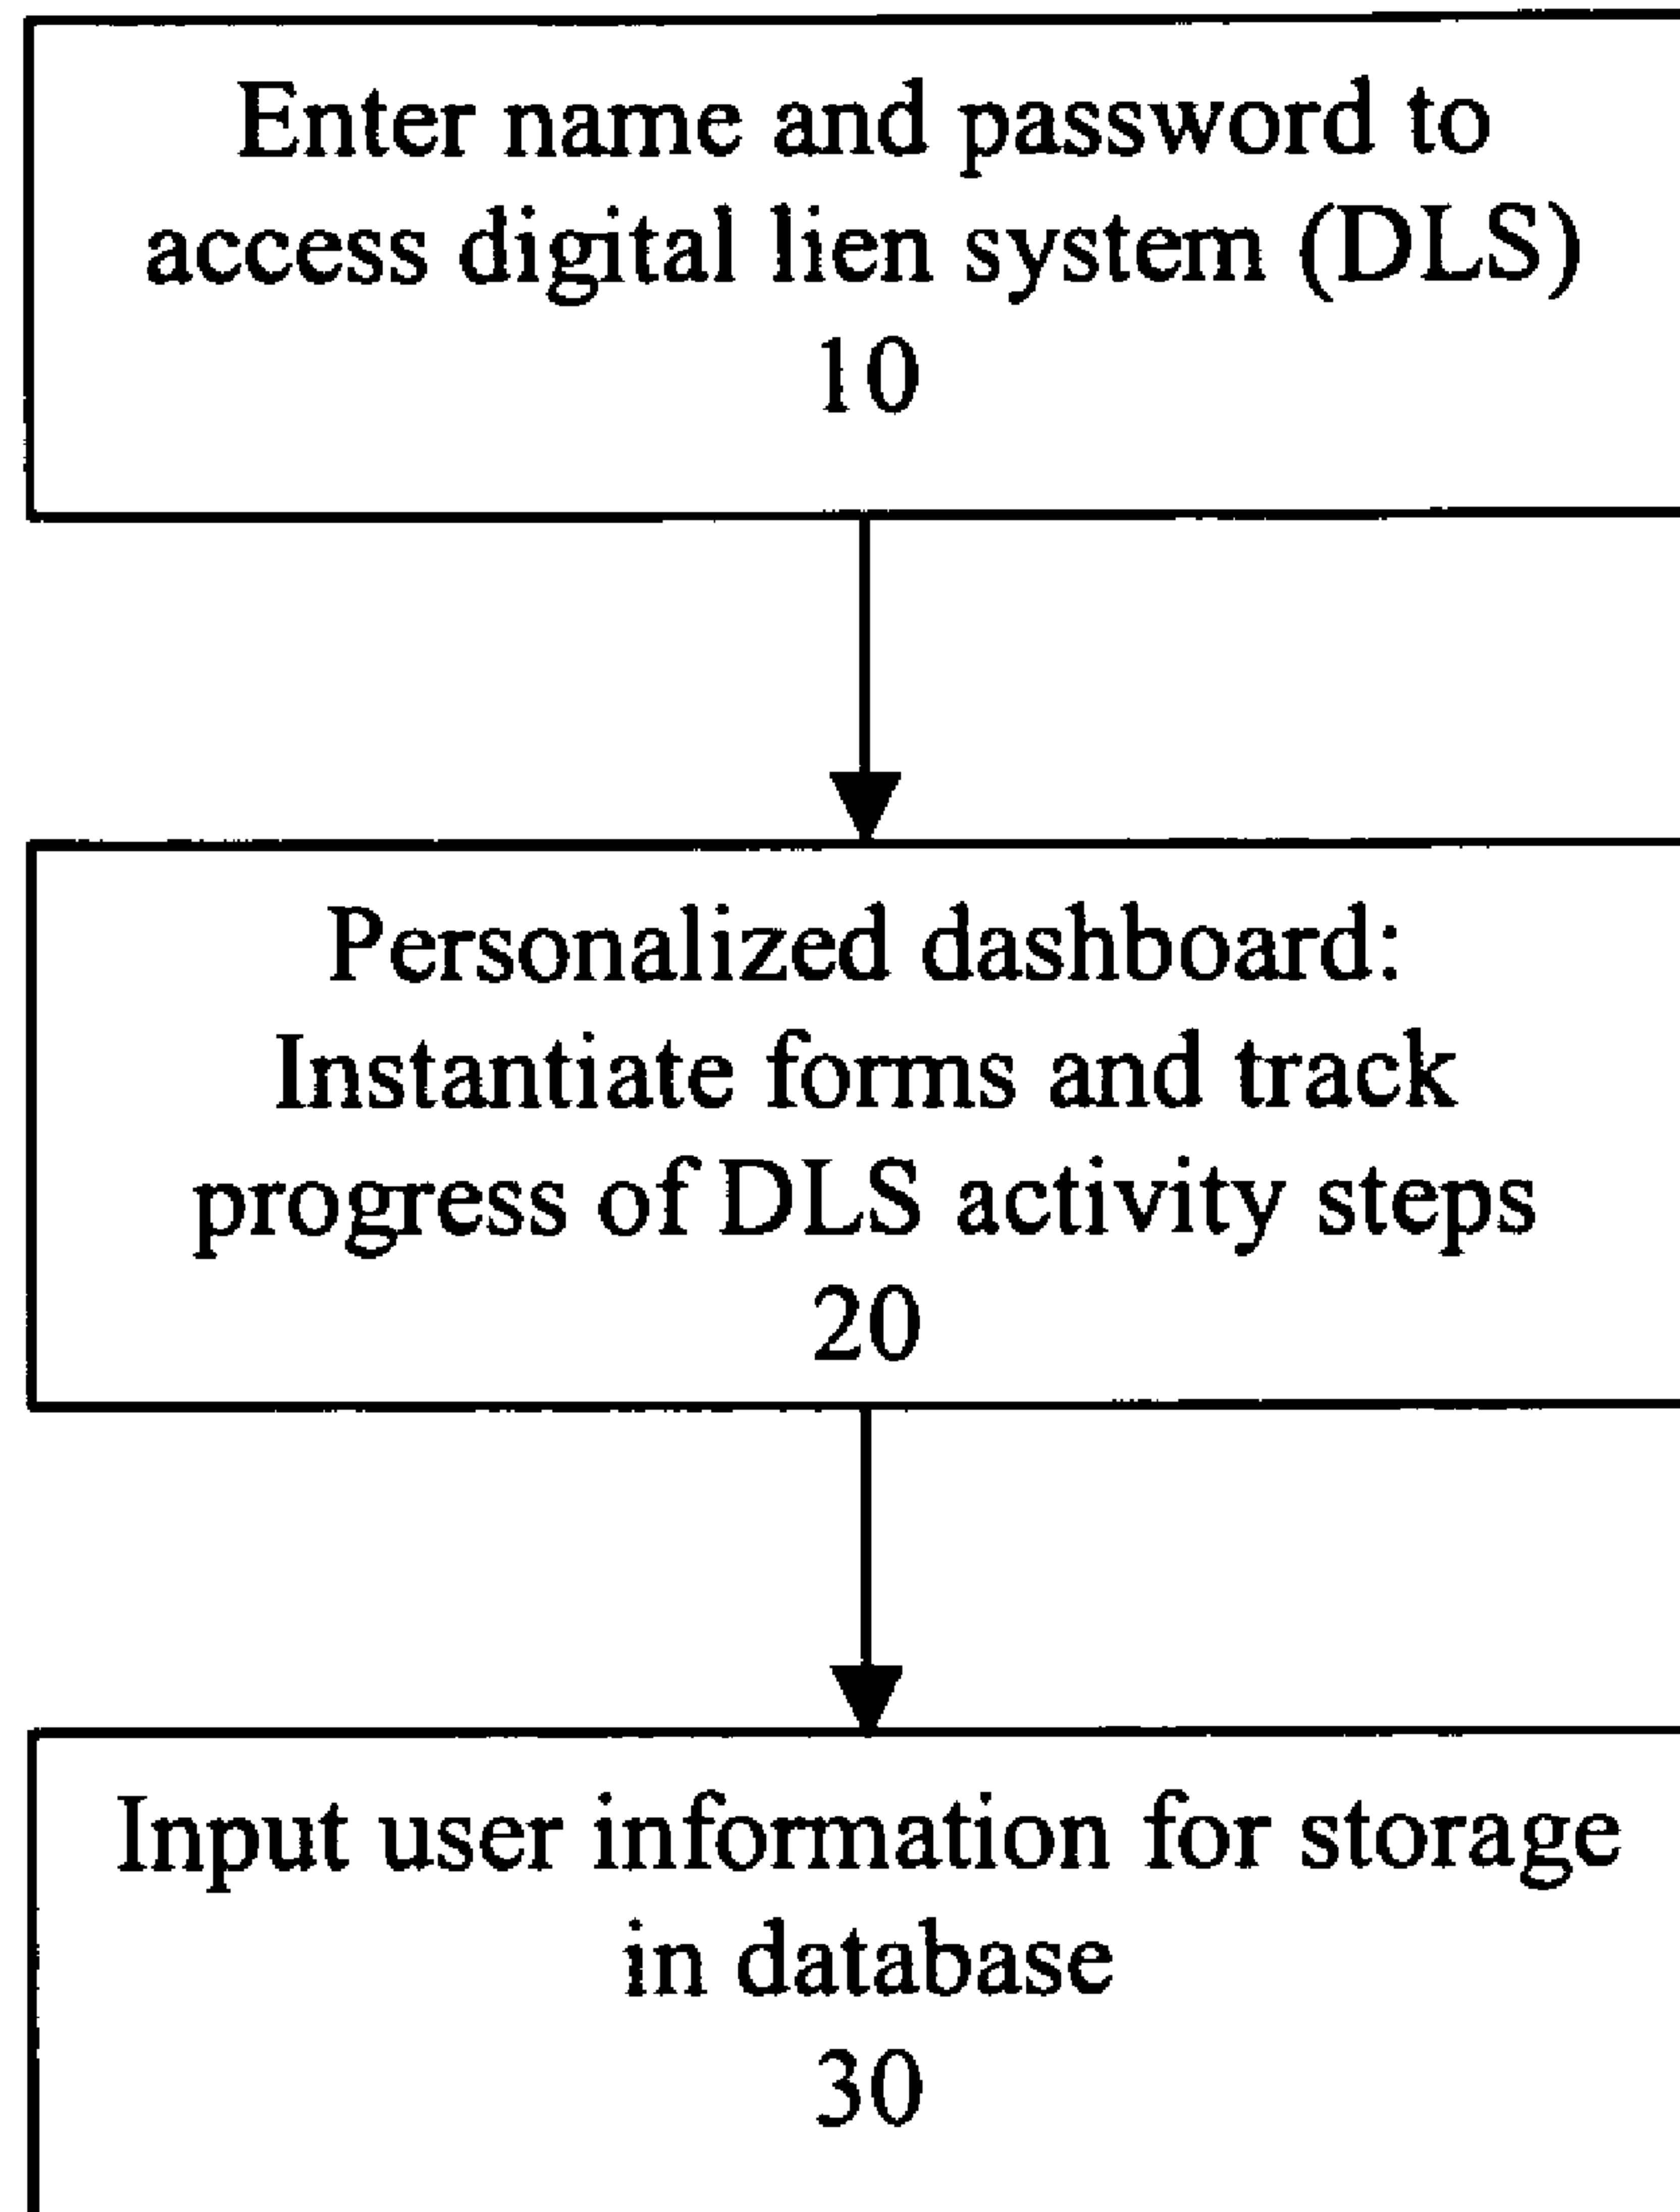 Enter name and password to
access digital lien system (DLS)
10
Personalized dashboard:
Instantiate forms and track
progress of DLS activity steps
20
Input user information for storage
in database
30